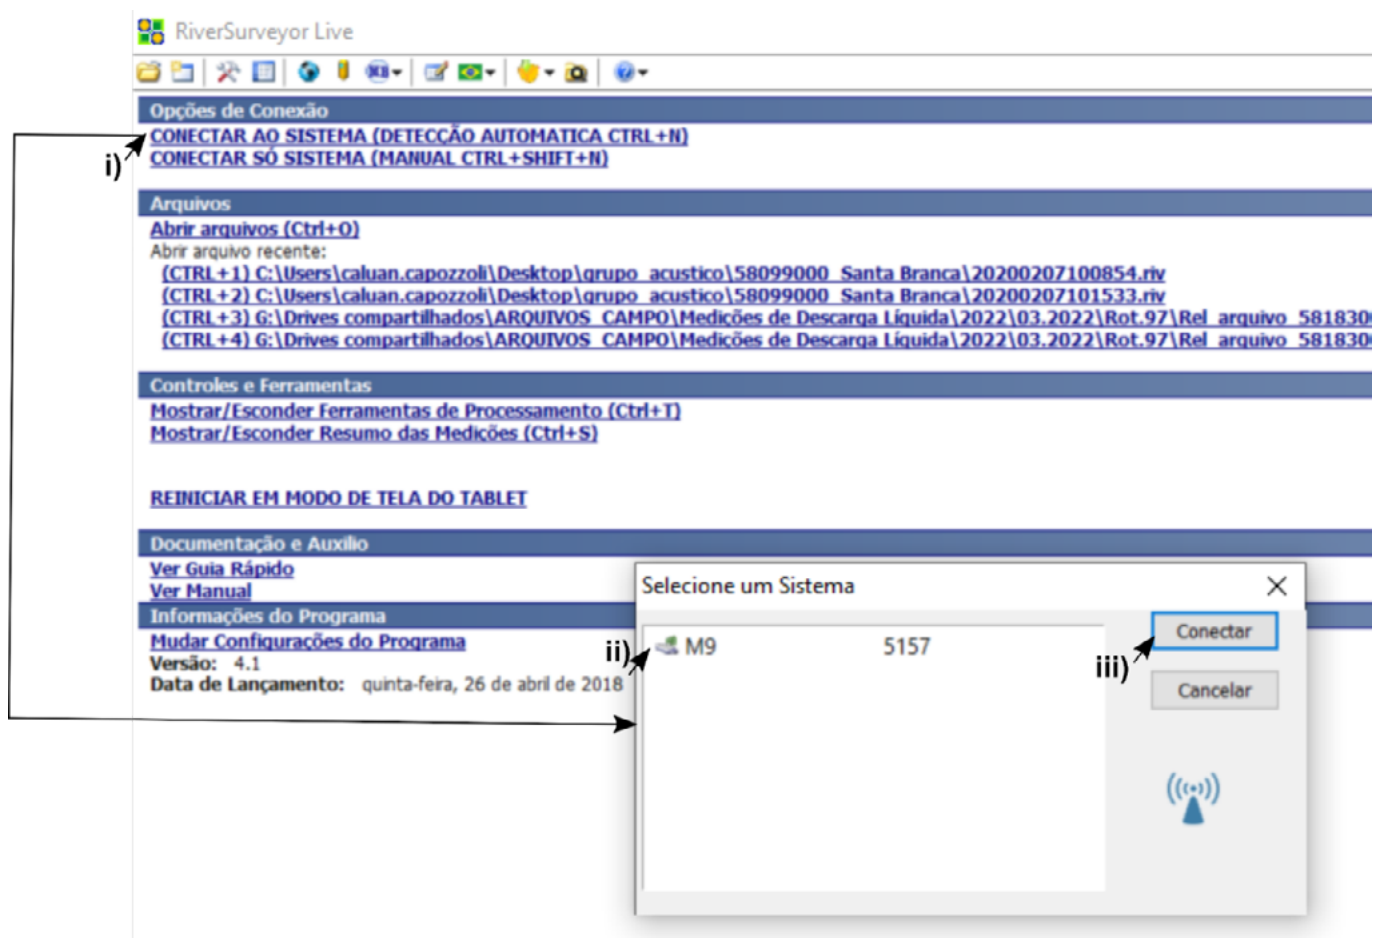 RiverSurveyor Live
Opções de Conexão
CONECTAR AO SISTEMA (DETECÇÃO AUTOMATICA CTRL+N)
i)
CONECTAR SÓ SISTEMA (MANUAL CTRL+SHIFT+N)
Arquivos
Abrir arquivos (Ctrl+O)
Abrir arquivo recente:
(CTRL+1) C:\Users\caluan.capozzoli\Desktop\grupo_acustico\58099000_Santa Branca\20200207100854.riv
(CTRL+2) C:\Users\caluan.capozzoli\Desktop\grupo_acustico\58099000_Santa Branca\20200207101533.riv
(CTRL+3) G:\Drives compartilhados\ARQUIVOS_CAMPO\Medições de Descarga Líquida\2022\03.2022\Rot.97\Rel_arquivo_581830
(CTRL+4) G:\Drives compartilhados\ARQUIVOS_CAMPO\Medições de Descarga Líquida\2022\03.2022\Rot.97\Rel_arquivo_581830
Controles e Ferramentas
Mostrar/Esconder Ferramentas de Processamento (Ctrl+T)
Mostrar/Esconder Resumo das Medições (Ctrl+S)
REINICIAR EM MODO DE TELA DO TABLET
Documentação e Auxilio
Ver Guia Rápido
Ver Manual
Informações do Programa
Mudar Configurações do Programa
Versão: 4.1
Data de Lançamento: quinta-feira, 26 de abril de 2018
Selecione um Sistema
ii)
M9 5157
iii)
Conectar
Cancelar